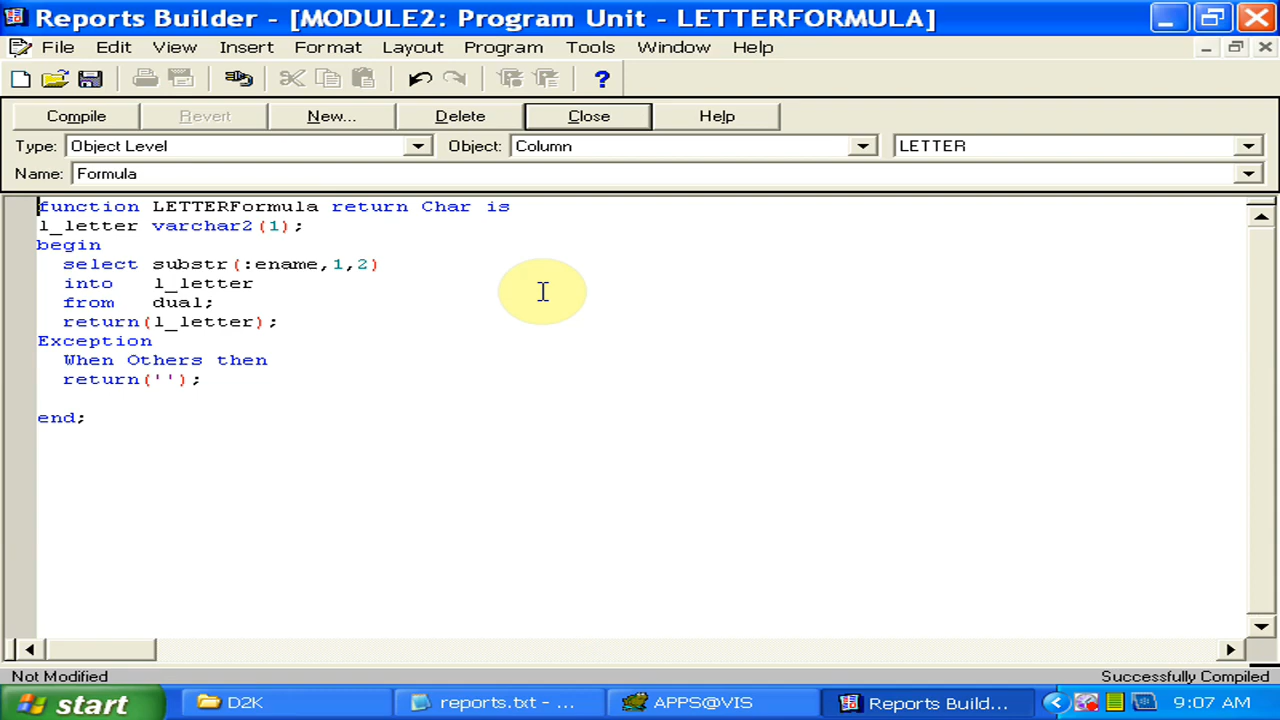 Reports Builder - [MODULE2: Program Unit - LETTERFORMULA]
File Edit View Insert Format Layout Program Tools Window Help
Compile Revert New... Delete Close Help
Type: Object Level Object: Column LETTER
Name: Formula
function LETTERFormula return Char is
l_letter varchar2(1);
begin
select substr(:ename,1,2)
into l_letter
from dual;
return(l_letter);
Exception
When Others then
return('');
end;
Not Modified Successfully Compiled
start D2K reports.txt - ... APPS@VIS Reports Build... 9:07 AM